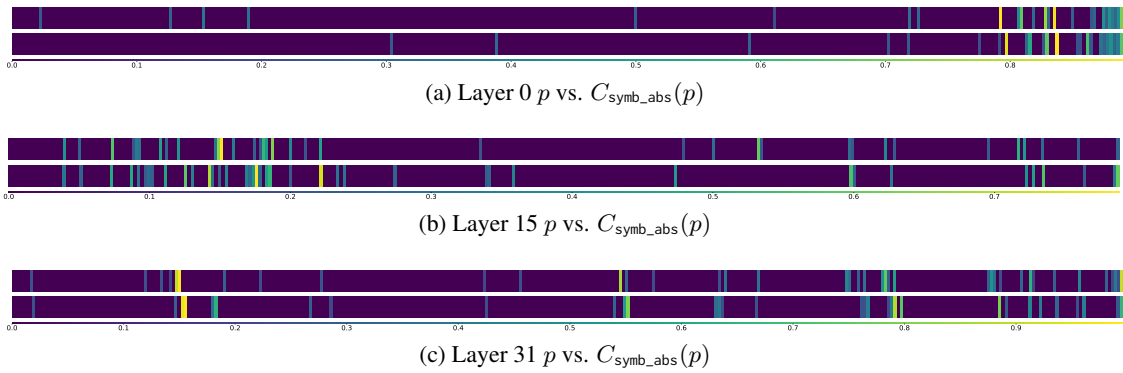 0.0 0.1 0.2 0.3 0.4 0.5 0.6 0.7 0.8
(a) Layer 0 p vs. C_symb_abs(p)
0.0 0.1 0.2 0.3 0.4 0.5 0.6 0.7
(b) Layer 15 p vs. C_symb_abs(p)
0.0 0.1 0.2 0.3 0.4 0.5 0.6 0.7 0.8 0.9
(c) Layer 31 p vs. C_symb_abs(p)